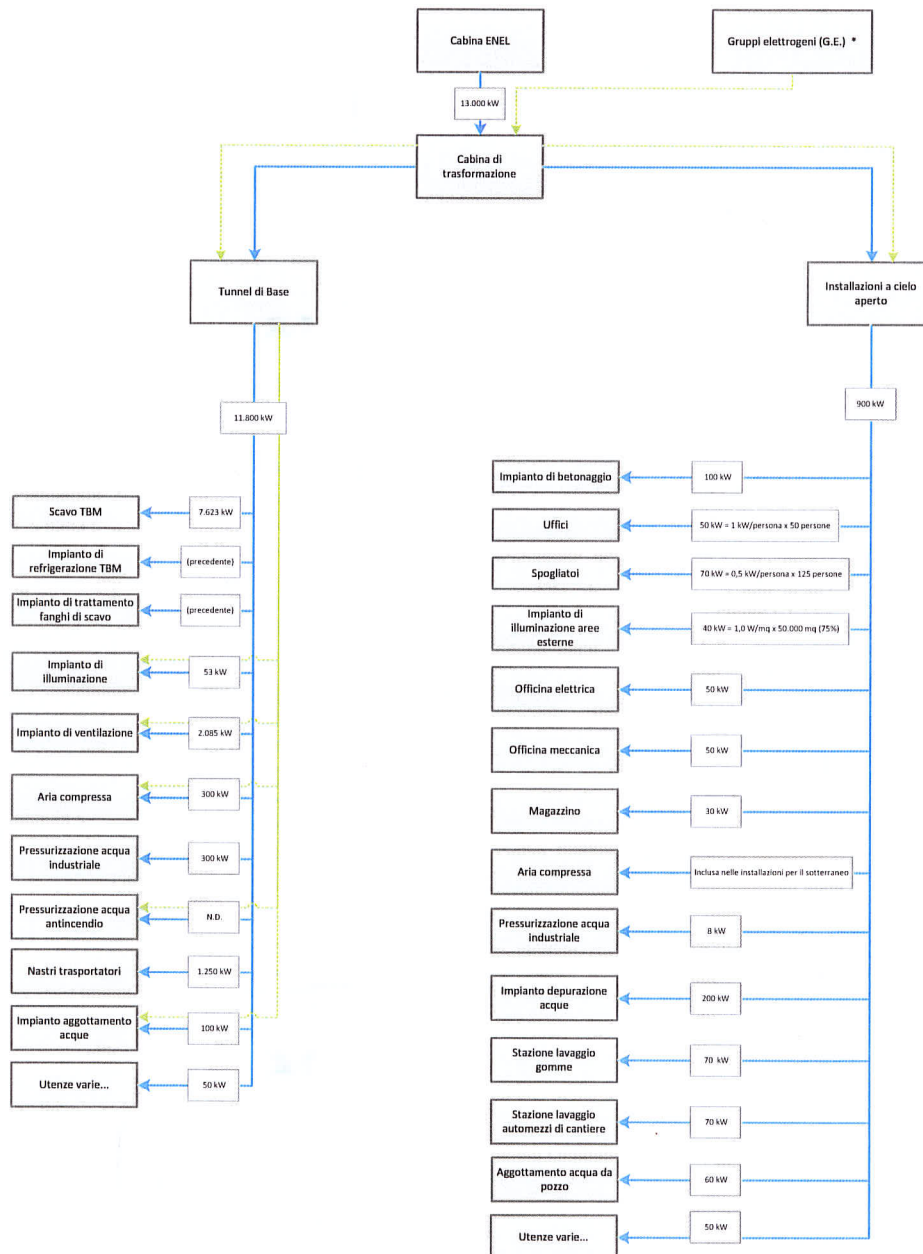 Cabina ENEL
Gruppi elettrogeni (G.E.) *
13.000 kW
Cabina di
trasformazione
Tunnel di Base
Installazioni a cielo
aperto
11.800 kW
900 kW
Scavo TBM
7.623 kW
Impianto di
refrigerazione TBM
(precedente)
Impianto di trattamento
fanghi di scavo
(precedente)
Impianto di
illuminazione
53 kW
Impianto di ventilazione
2.085 kW
Aria compressa
300 kW
Pressurizzazione acqua
industriale
300 kW
Pressurizzazione acqua
antincendio
N.D.
Nastri trasportatori
1.250 kW
Impianto aggottamento
acque
100 kW
Utenze varie...
50 kW
Impianto di betonaggio
100 kW
Uffici
50 kW = 1 kW/persona x 50 persone
Spogliatoi
70 kW = 0,5 kW/persona x 125 persone
Impianto di
illuminazione aree
esterne
40 kW = 1,0 W/mq x 50.000 mq (75%)
Officina elettrica
50 kW
Officina meccanica
50 kW
Magazzino
30 kW
Aria compressa
Inclusa nelle installazioni per il sotterraneo
Pressurizzazione acqua
industriale
8 kW
Impianto depurazione
acque
200 kW
Stazione lavaggio
gomme
70 kW
Stazione lavaggio
automezzi di cantiere
70 kW
Aggottamento acqua da
pozzo
60 kW
Utenze varie...
50 kW